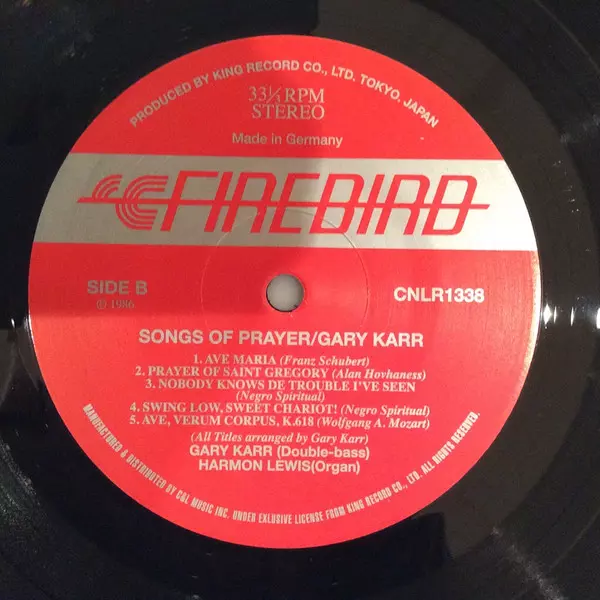 PRODUCED BY KING RECORD CO., LTD. TOKYO, JAPAN
33⅓ RPM
STEREO
Made in Germany
FIREBIRD
SIDE B
℗ 1986
CNLR1338
SONGS OF PRAYER/GARY KARR
1. AVE MARIA (Franz Schubert)
2. PRAYER OF SAINT GREGORY (Alan Hovhaness)
3. NOBODY KNOWS DE TROUBLE I'VE SEEN
(Negro Spiritual)
4. SWING LOW, SWEET CHARIOT! (Negro Spiritual)
5. AVE, VERUM CORPUS, K.618 (Wolfgang A. Mozart)
(All Titles arranged by Gary Karr)
GARY KARR (Double-bass)
HARMON LEWIS(Organ)
MANUFACTURED & DISTRIBUTED BY C&L MUSIC INC. UNDER EXLUSIVE LICENSE FROM KING RECORD CO., LTD. ALL RIGHTS RESERVED.